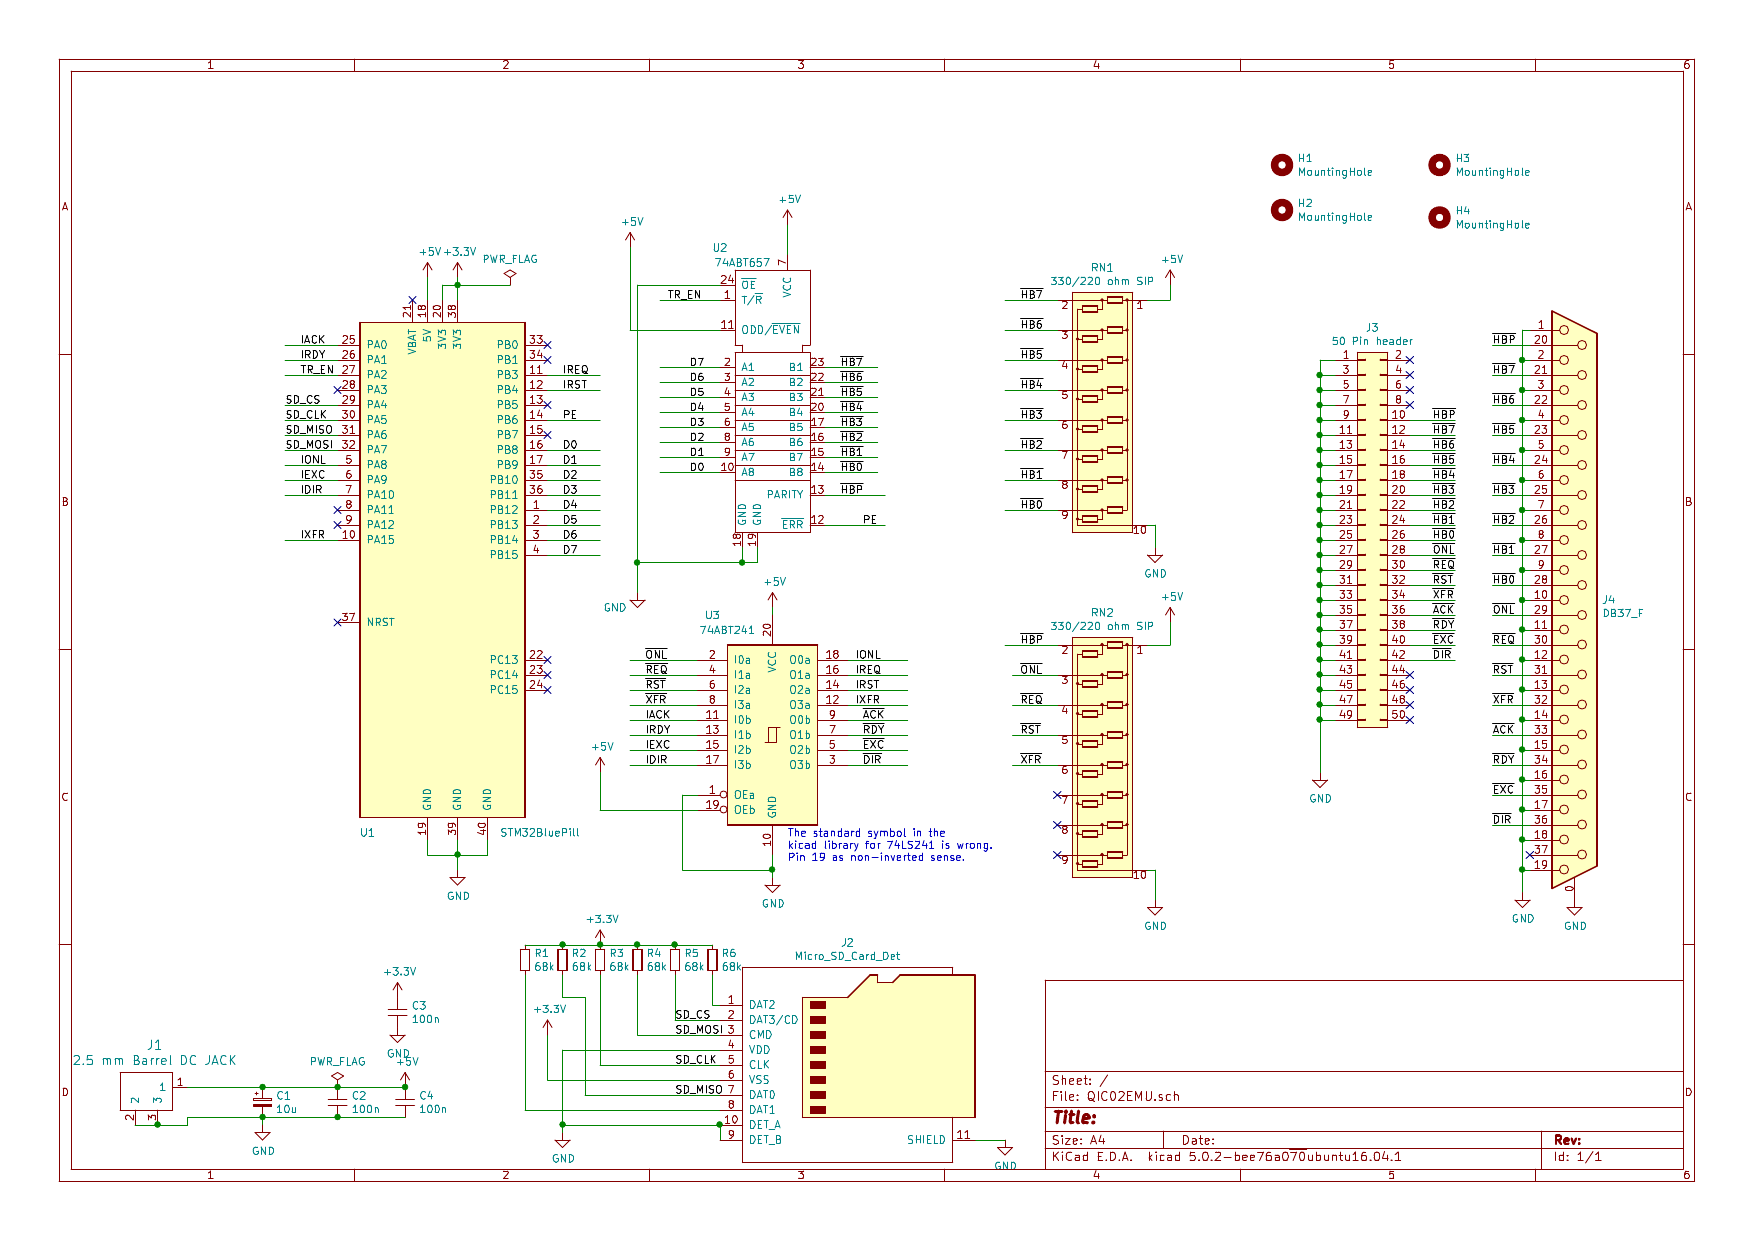 1 2 3 4 5 6
A
B
C
D
H1
MountingHole
H2
MountingHole
H3
MountingHole
H4
MountingHole
+5V
+3.3V
PWR_FLAG
21 18 20 38
VBAT 5V 3V3 3V3
IACK 25 PA0
IRDY 26 PA1
TR_EN 27 PA2
28 PA3
SD_CS 29 PA4
SD_CLK 30 PA5
SD_MISO 31 PA6
SD_MOSI 32 PA7
IONL 5 PA8
IEXC 6 PA9
IDIR 7 PA10
8 PA11
9 PA12
IXFR 10 PA15
37 NRST
PB0 33
PB1 34
PB3 11 IREQ
PB4 12 IRST
PB5 13
PB6 14 PE
PB7 15
PB8 16 D0
PB9 17 D1
PB10 35 D2
PB11 36 D3
PB12 1 D4
PB13 2 D5
PB14 3 D6
PB15 4 D7
PC13 22
PC14 23
PC15 24
GND GND GND
19 39 40
U1
STM32BluePill
GND
+5V
+5V
U2
74ABT657
7
VCC
24 OE
TR_EN 1 T/R
11 ODD/EVEN
D7 2 A1 B1 23 HB7
D6 3 A2 B2 22 HB6
D5 4 A3 B3 21 HB5
D4 5 A4 B4 20 HB4
D3 6 A5 B5 17 HB3
D2 8 A6 B6 16 HB2
D1 9 A7 B7 15 HB1
D0 10 A8 B8 14 HB0
PARITY 13 HBP
GND GND
ERR 12 PE
18 19
GND
+5V
U3
74ABT241
20
VCC
ONL 2 I0a O0a 18 IONL
REQ 4 I1a O1a 16 IREQ
RST 6 I2a O2a 14 IRST
XFR 8 I3a O3a 12 IXFR
IACK 11 I0b O0b 9 ACK
IRDY 13 I1b O1b 7 RDY
IEXC 15 I2b O2b 5 EXC
IDIR 17 I3b O3b 3 DIR
+5V
1 OEa
19 OEb
GND
10
The standard symbol in the
kicad library for 74LS241 is wrong.
Pin 19 as non-inverted sense.
GND
RN1
330/220 ohm SIP
+5V
HB7 2 1
HB6 3
HB5 4
HB4 5
HB3 6
HB2 7
HB1 8
HB0 9
10
GND
RN2
330/220 ohm SIP
+5V
HBP 2 1
ONL 3
REQ 4
RST 5
XFR 6
7
8
9
10
GND
J3
50 Pin header
1 2
3 4
5 6
7 8
9 10 HBP
11 12 HB7
13 14 HB6
15 16 HB5
17 18 HB4
19 20 HB3
21 22 HB2
23 24 HB1
25 26 HB0
27 28 ONL
29 30 REQ
31 32 RST
33 34 XFR
35 36 ACK
37 38 RDY
39 40 EXC
41 42 DIR
43 44
45 46
47 48
49 50
GND
1
HBP 20
2
HB7 21
3
HB6 22
4
HB5 23
5
HB4 24
6
HB3 25
7
HB2 26
8
HB1 27
9
HB0 28
10
ONL 29
11
REQ 30
12
RST 31
13
XFR 32
14
ACK 33
15
RDY 34
16
EXC 35
17
DIR 36
18
37
19
0
J4
DB37_F
GND
GND
+3.3V
R1 68k
R2 68k
R3 68k
R4 68k
R5 68k
R6 68k
+3.3V
J2
Micro_SD_Card_Det
1 DAT2
SD_CS 2 DAT3/CD
SD_MOSI 3 CMD
4 VDD
SD_CLK 5 CLK
6 VSS
SD_MISO 7 DAT0
8 DAT1
10 DET_A
9 DET_B
SHIELD 11
GND
GND
+3.3V
C3
100n
GND
J1
2.5 mm Barrel DC JACK
1 1
2 3
2 3
PWR_FLAG
+5V
C1
10u
C2
100n
C4
100n
GND
Sheet: /
File: QIC02EMU.sch
Title:
Size: A4 Date: Rev:
KiCad E.D.A. kicad 5.0.2-bee76a070ubuntu16.04.1 Id: 1/1
A
B
C
D
1 2 3 4 5 6